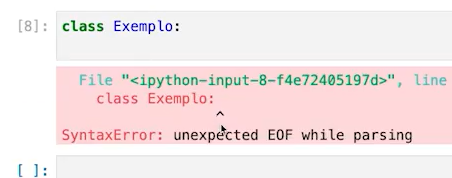 [8]: class Exemplo:
File "<ipython-input-8-f4e72405197d>", line
class Exemplo:
^
SyntaxError: unexpected EOF while parsing
[ ]: